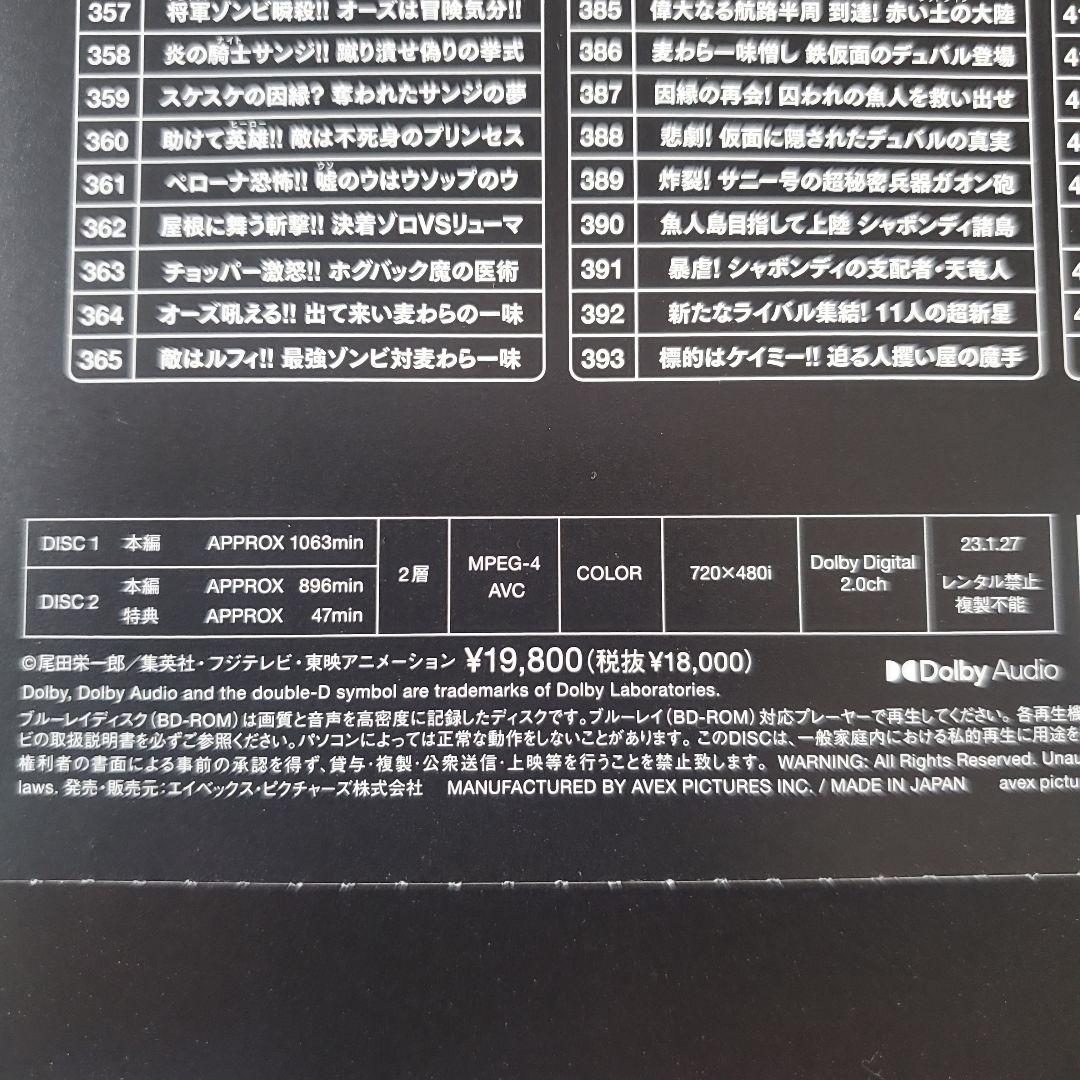 357 将軍ゾンビ瞬殺!! オーズは冒険気分!!
ナイト
358 炎の騎士サンジ!! 蹴り潰せ偽りの挙式
359 スケスケの因縁? 奪われたサンジの夢
ヒーロー
360 助けて英雄!! 敵は不死身のプリンセス
ウソ
361 ペローナ恐怖!! 嘘のウはウソップのウ
362 屋根に舞う斬撃!! 決着ゾロVSリューマ
363 チョッパー激怒!! ホグバック魔の医術
364 オーズ吼える!! 出て来い麦わらの一味
365 敵はルフィ!! 最強ゾンビ対麦わら一味
385 偉大なる航路半周 到達! 赤い土の大陸
386 麦わら一味憎し 鉄仮面のデュバル登場
387 因縁の再会! 囚われの魚人を救い出せ
388 悲劇! 仮面に隠されたデュバルの真実
389 炸裂! サニー号の超秘密兵器ガオン砲
390 魚人島目指して上陸 シャボンディ諸島
391 暴虐! シャボンディの支配者・天竜人
392 新たなライバル集結! 11人の超新星
393 標的はケイミー!! 迫る人攫い屋の魔手
DISC 1 本編 APPROX 1063min
DISC 2 本編 APPROX 896min
特典 APPROX 47min
2層
MPEG-4
AVC
COLOR
720×480i
Dolby Digital
2.0ch
23.1.27
レンタル禁止
複製不能
©尾田栄一郎／集英社・フジテレビ・東映アニメーション ¥19,800(税抜¥18,000)
Dolby Audio
Dolby, Dolby Audio and the double-D symbol are trademarks of Dolby Laboratories.
ブルーレイディスク(BD-ROM)は画質と音声を高密度に記録したディスクです。ブルーレイ(BD-ROM)対応プレーヤーで再生してください。各再生機
ビの取扱説明書を必ずご参照ください。パソコンによっては正常な動作をしないことがあります。このDISCは、一般家庭内における私的再生に用途を
権利者の書面による事前の承認を得ず、貸与・複製・公衆送信・上映等を行うことを禁止致します。 WARNING: All Rights Reserved. Unau
laws. 発売・販売元:エイベックス・ピクチャーズ株式会社 MANUFACTURED BY AVEX PICTURES INC. / MADE IN JAPAN avex pictu